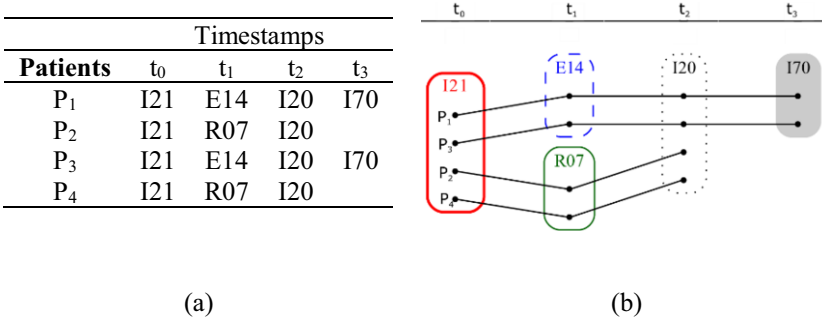 Timestamps
Patients t₀ t₁ t₂ t₃
P₁ I21 E14 I20 I70
P₂ I21 R07 I20
P₃ I21 E14 I20 I70
P₄ I21 R07 I20
(a)
t₀ t₁ t₂ t₃
I21 E14 I20 I70
P₁
P₃
R07
P₂
P₄
(b)